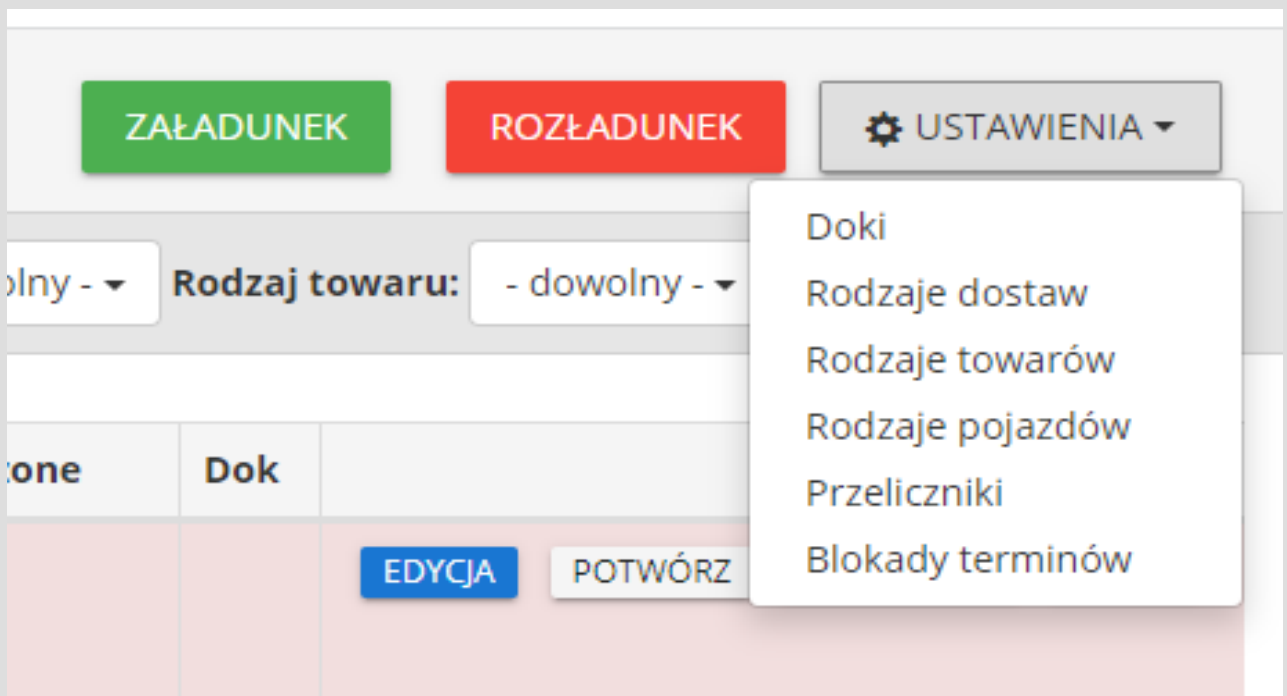 ZAŁADUNEK ROZŁADUNEK USTAWIENIA
Doki
Rodzaj towaru: - dowolny -
Rodzaje dostaw
Rodzaje towarów
Rodzaje pojazdów
Przeliczniki
Blokady terminów
Dok
EDYCJA POTWÓRZ